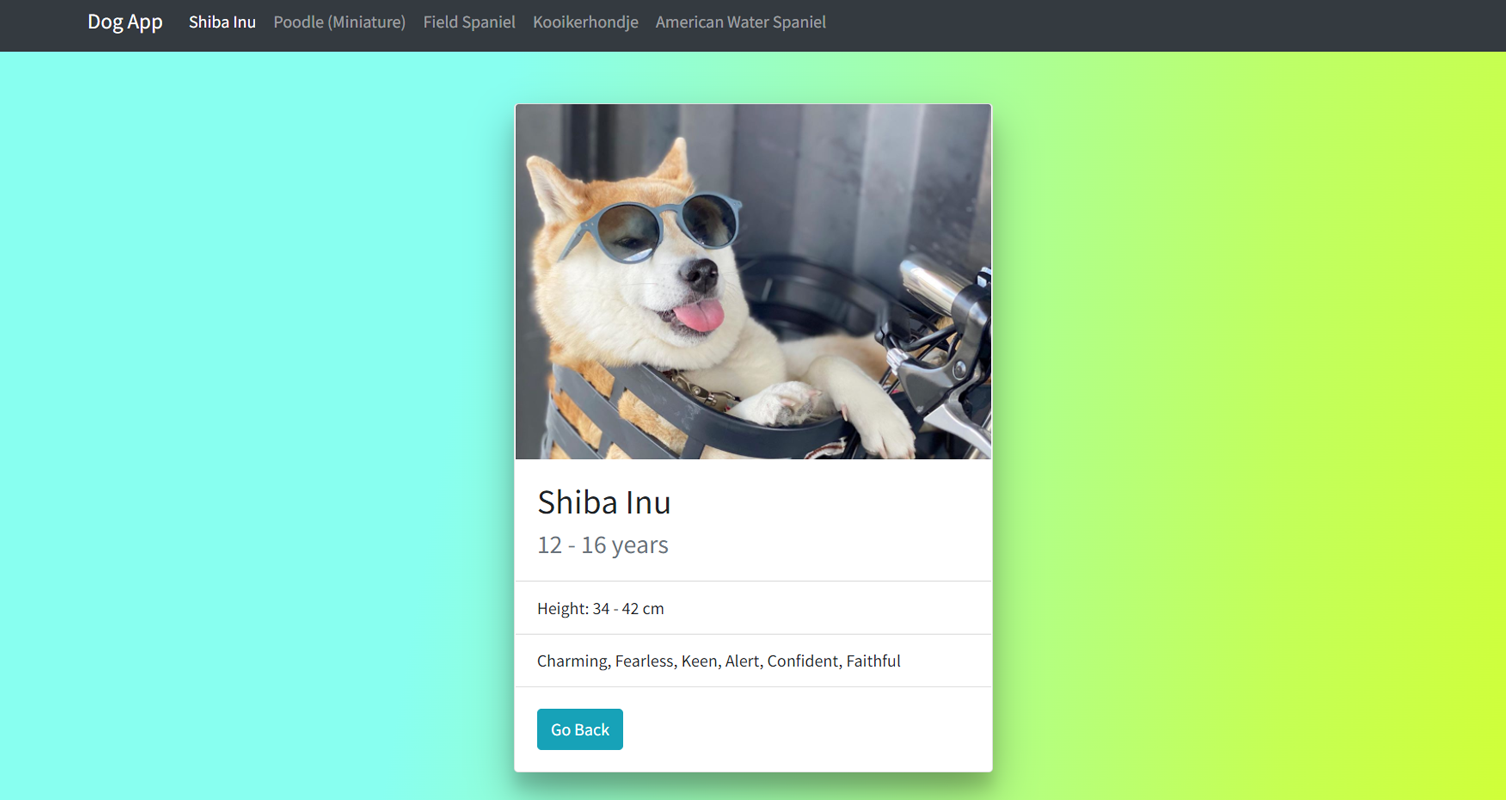 Dog App Shiba Inu Poodle (Miniature) Field Spaniel Kooikerhondje American Water Spaniel
Shiba Inu
12 - 16 years
Height: 34 - 42 cm
Charming, Fearless, Keen, Alert, Confident, Faithful
Go Back